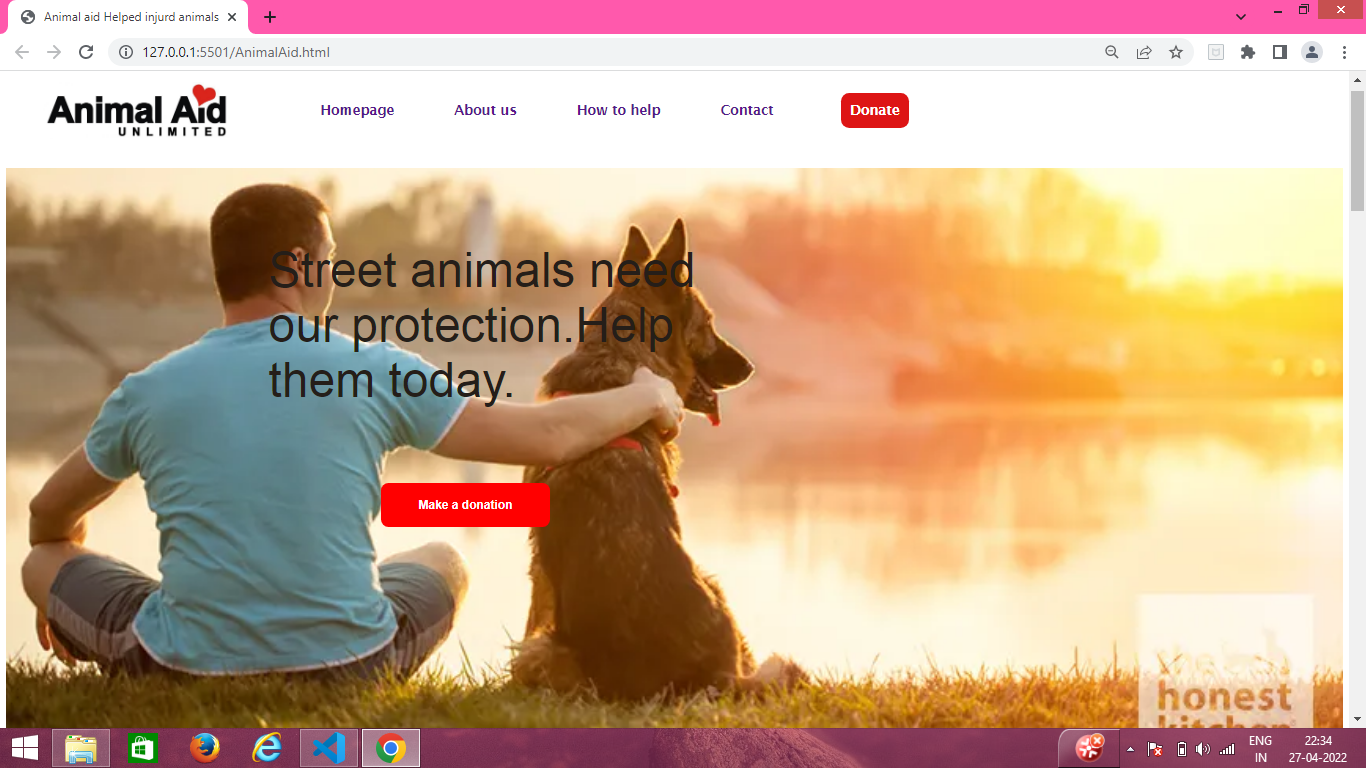 Animal aid Helped injurd animals
127.0.0.1:5501/AnimalAid.html
Animal Aid
UNLIMITED
Homepage
About us
How to help
Contact
Donate
Street animals need
our protection.Help
them today.
Make a donation
the
honest
kitchen
ENG
IN
22:34
27-04-2022